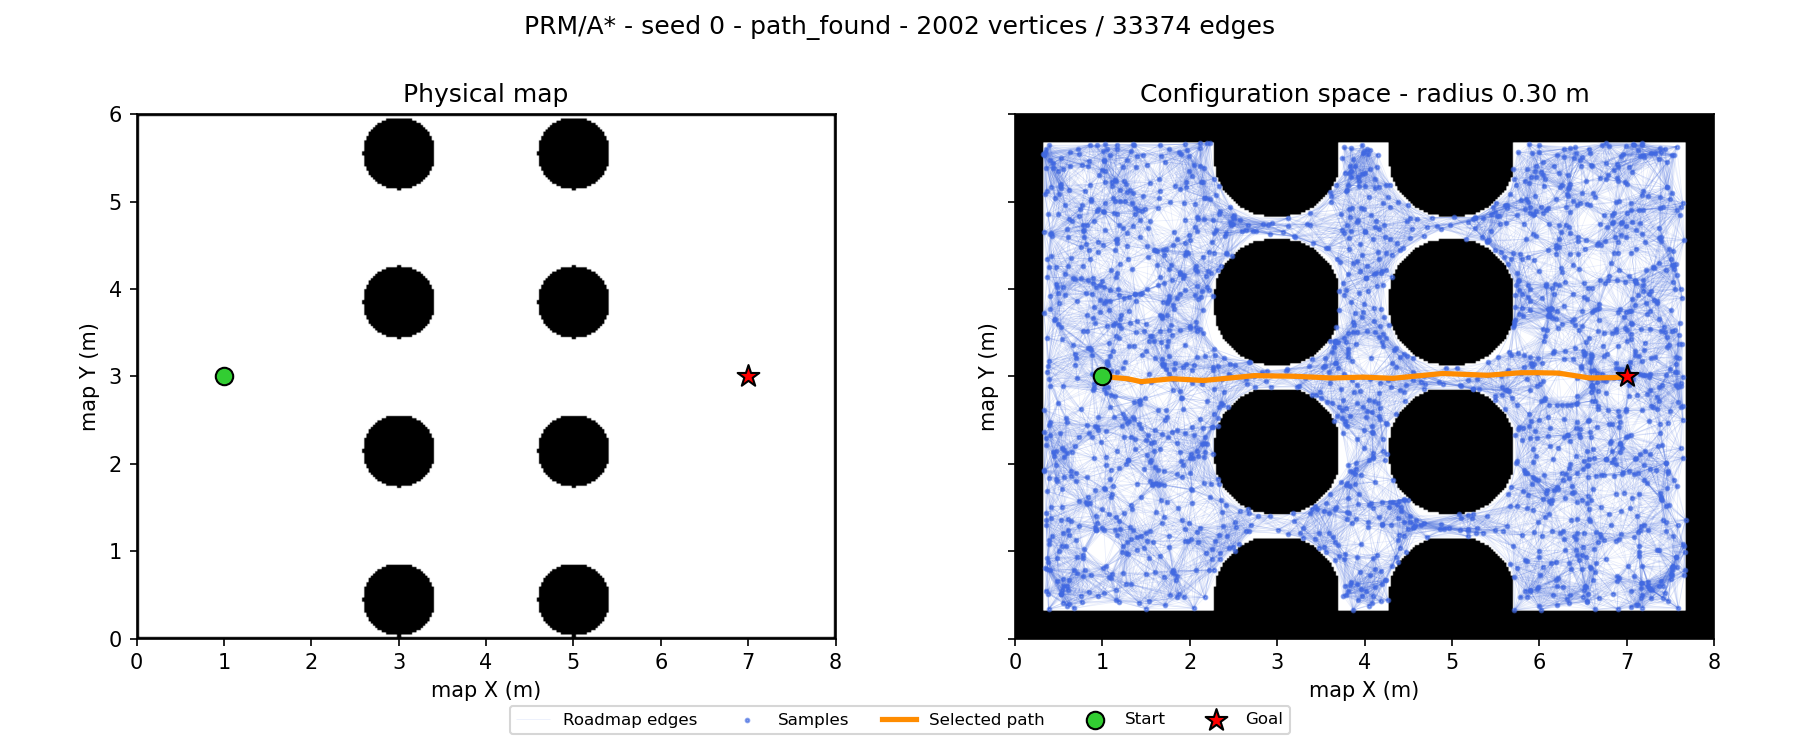 PRM/A* - seed 0 - path_found - 2002 vertices / 33374 edges
Physical map
Configuration space - radius 0.30 m
6
5
4
3
2
1
0
map Y (m)
map Y (m)
0 1 2 3 4 5 6 7 8
0 1 2 3 4 5 6 7 8
map X (m)
map X (m)
Roadmap edges Samples Selected path Start Goal